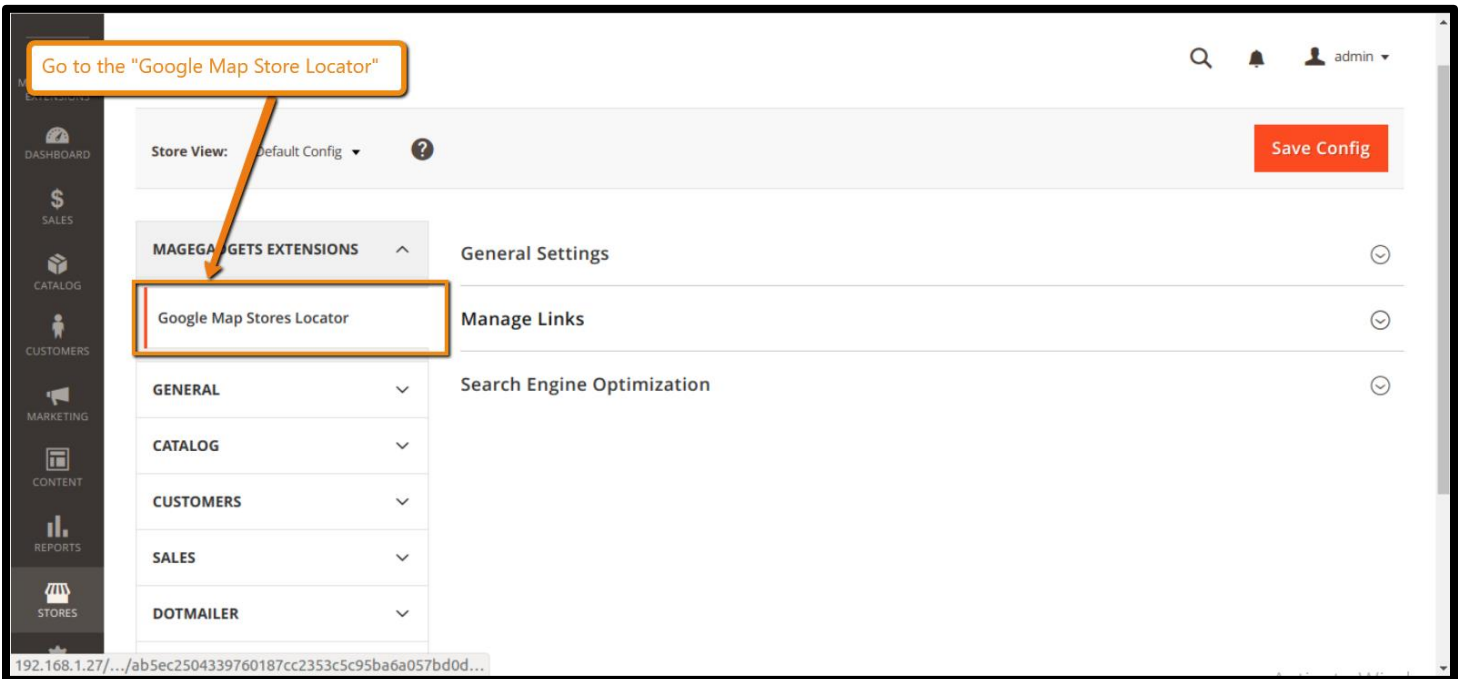 Go to the "Google Map Store Locator"
admin
DASHBOARD
Store View: Default Config
Save Config
SALES
MAGEGADGETS EXTENSIONS
General Settings
CATALOG
Google Map Stores Locator
Manage Links
CUSTOMERS
GENERAL
Search Engine Optimization
MARKETING
CATALOG
CONTENT
CUSTOMERS
REPORTS
SALES
STORES
DOTMAILER
192.168.1.27/.../ab5ec2504339760187cc2353c5c95ba6a057bd0d...